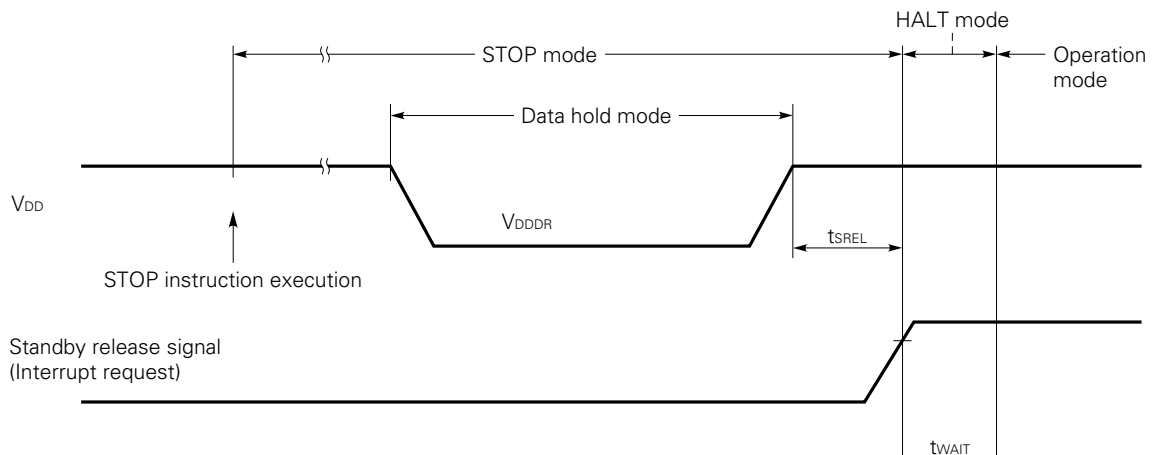 HALT mode
STOP mode
Operation
mode
Data hold mode
VDD
VDDDR
tSREL
STOP instruction execution
Standby release signal
(Interrupt request)
tWAIT